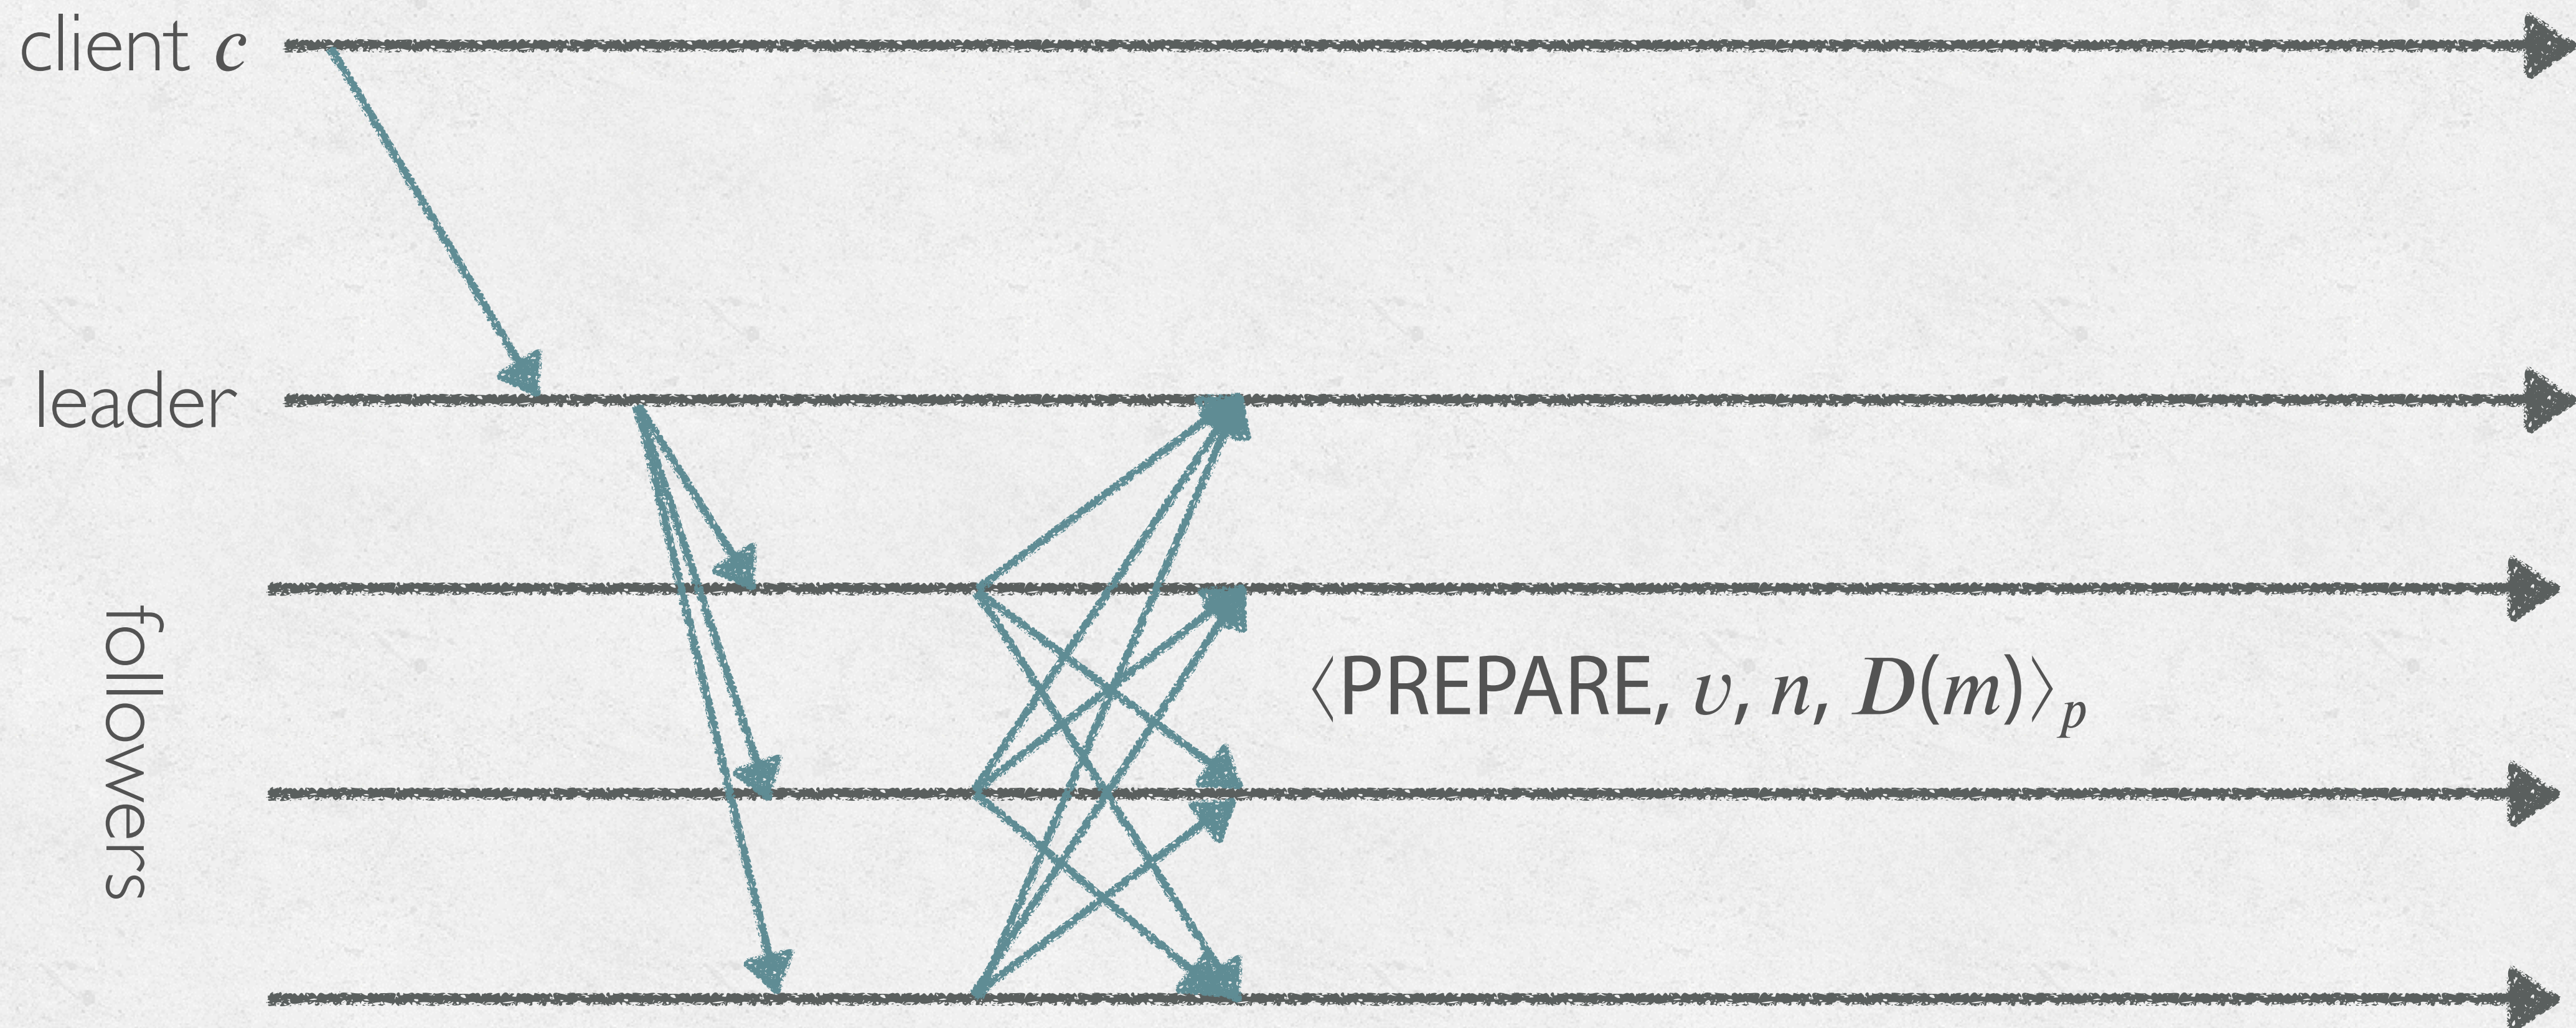 client c
leader
followers
⟨PREPARE, v, n, D(m)⟩p